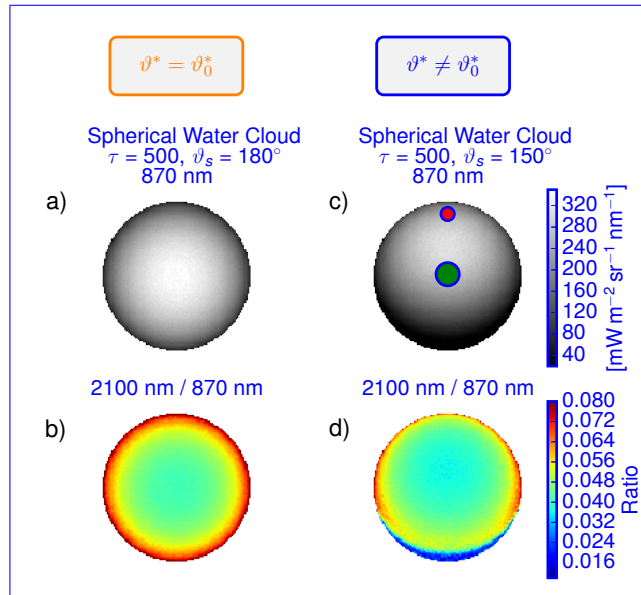 ϑ* = ϑ₀*
ϑ* ≠ ϑ₀*
Spherical Water Cloud
τ = 500, ϑₛ = 180°
870 nm
Spherical Water Cloud
τ = 500, ϑₛ = 150°
870 nm
a)
c)
320
280
240
200
160
120
80
40
[mW m⁻² sr⁻¹ nm⁻¹]
2100 nm / 870 nm
2100 nm / 870 nm
b)
d)
0.080
0.072
0.064
0.056
0.048
0.040
0.032
0.024
0.016
Ratio